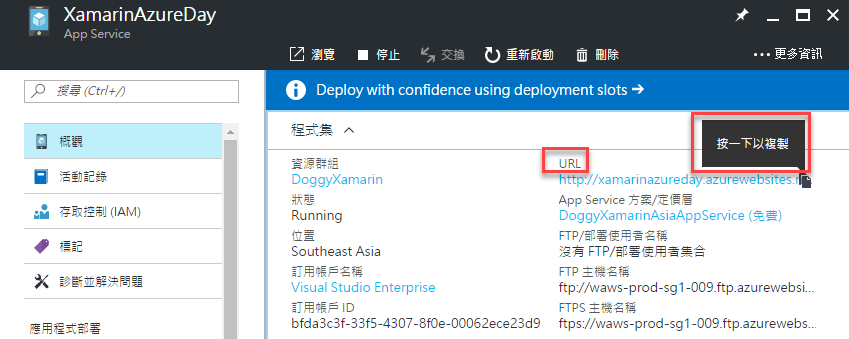 XamarinAzureDay
App Service
瀏覽 停止 交換 重新啟動 刪除 ••• 更多資訊
搜尋 (Ctrl+/)
Deploy with confidence using deployment slots →
概觀
活動記錄
存取控制 (IAM)
標記
診斷並解決問題
應用程式部署
程式集
按一下以複製
資源群組
DoggyXamarin
狀態
Running
位置
Southeast Asia
訂用帳戶名稱
Visual Studio Enterprise
訂用帳戶 ID
bfda3c3f-33f5-4307-8f0e-00062ece23d9
URL
http://xamarinazureday.azurewebsites.
App Service 方案/定價層
DoggyXamarinAsiaAppService (免費)
FTP/部署使用者名稱
沒有 FTP/部署使用者集合
FTP 主機名稱
ftp://waws-prod-sg1-009.ftp.azurewebsi...
FTPS 主機名稱
ftps://waws-prod-sg1-009.ftp.azurewebs...